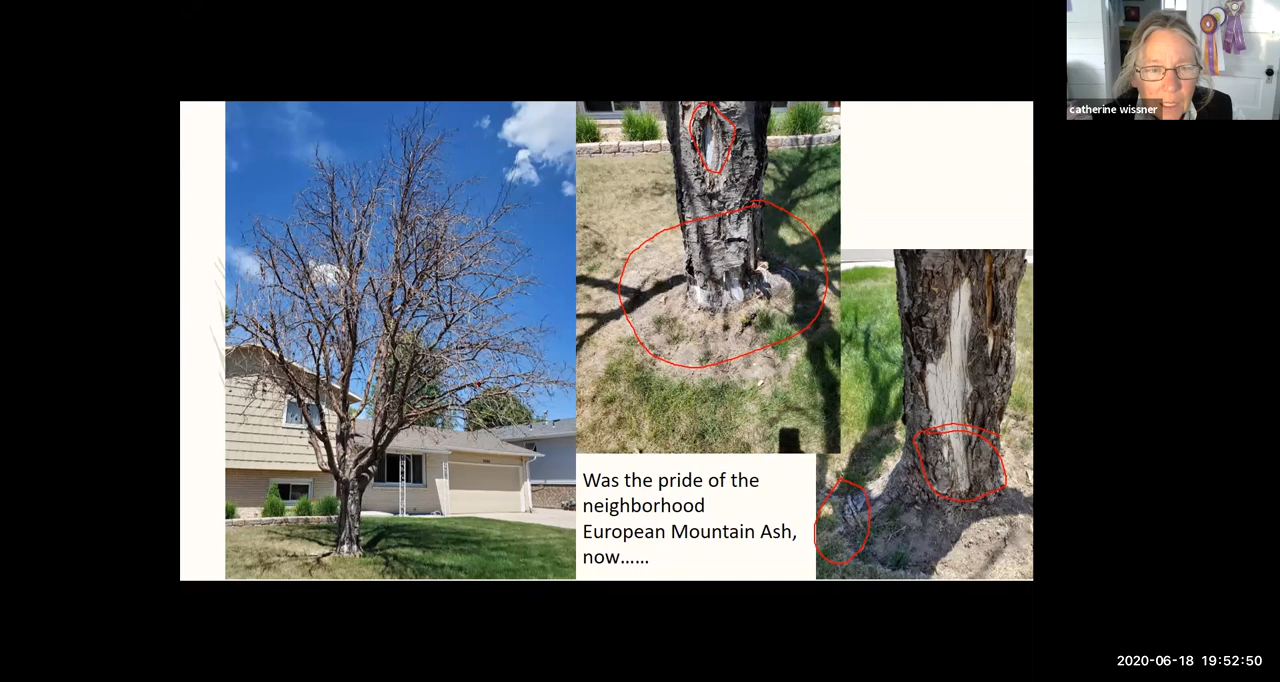 catherine wissner
Was the pride of the
neighborhood
European Mountain Ash,
now......
2020-06-18 19:52:50